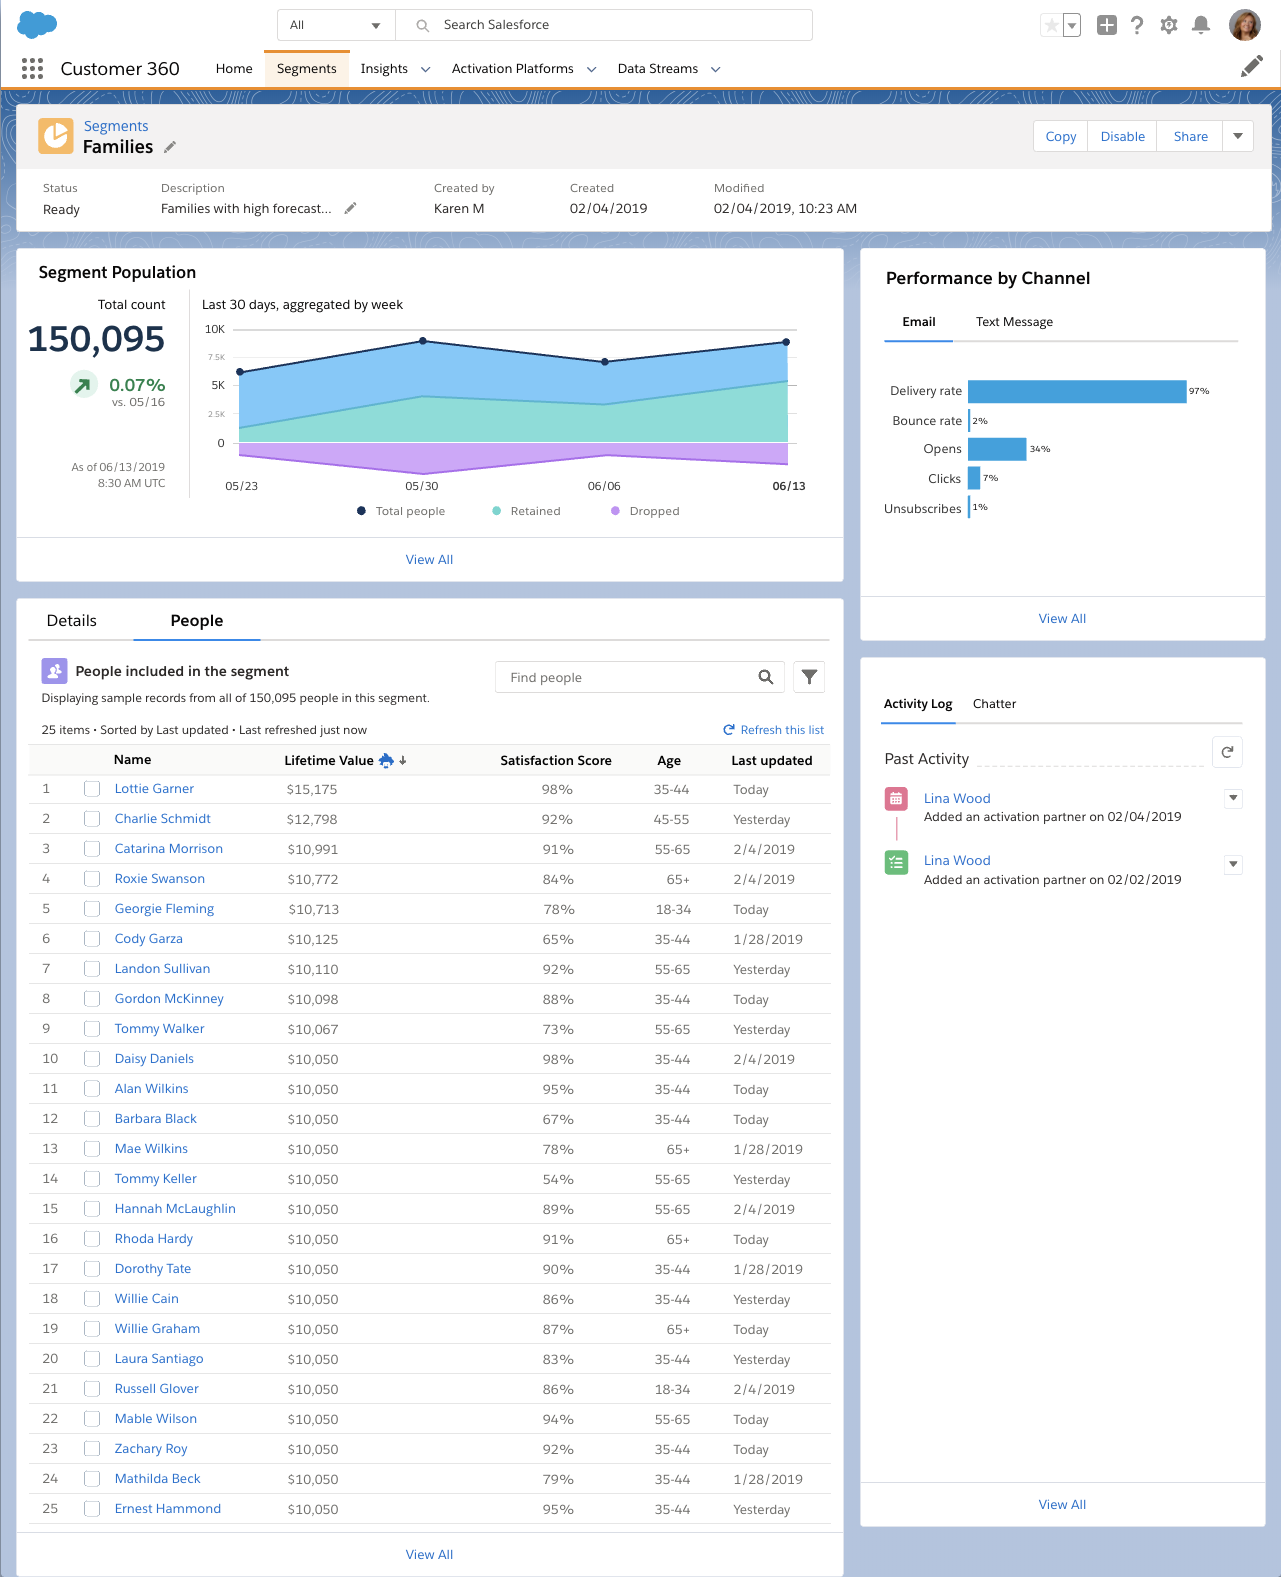 All
Search Salesforce
Customer 360
Home
Segments
Insights
Activation Platforms
Data Streams
Segments
Families
Copy
Disable
Share
Status
Description
Created by
Created
Modified
Ready
Families with high forecast...
Karen M
02/04/2019
02/04/2019, 10:23 AM
Segment Population
Total count
150,095
0.07%
vs. 05/16
As of 06/13/2019
8:30 AM UTC
Last 30 days, aggregated by week
10K
7.5K
5K
2.5K
0
05/23 05/30 06/06 06/13
Total people Retained Dropped
View All
Performance by Channel
Email Text Message
Delivery rate 97%
Bounce rate 2%
Opens 34%
Clicks 7%
Unsubscribes 1%
View All
Details People
People included in the segment
Displaying sample records from all of 150,095 people in this segment.
Find people
25 items • Sorted by Last updated • Last refreshed just now
Refresh this list
Name Lifetime Value Satisfaction Score Age Last updated
1 Lottie Garner $15,175 98% 35-44 Today
2 Charlie Schmidt $12,798 92% 45-55 Yesterday
3 Catarina Morrison $10,991 91% 55-65 2/4/2019
4 Roxie Swanson $10,772 84% 65+ 2/4/2019
5 Georgie Fleming $10,713 78% 18-34 Today
6 Cody Garza $10,125 65% 35-44 1/28/2019
7 Landon Sullivan $10,110 92% 55-65 Yesterday
8 Gordon McKinney $10,098 88% 35-44 Today
9 Tommy Walker $10,067 73% 55-65 Yesterday
10 Daisy Daniels $10,050 98% 35-44 2/4/2019
11 Alan Wilkins $10,050 95% 35-44 Today
12 Barbara Black $10,050 67% 35-44 Today
13 Mae Wilkins $10,050 78% 65+ 1/28/2019
14 Tommy Keller $10,050 54% 55-65 Yesterday
15 Hannah McLaughlin $10,050 89% 55-65 2/4/2019
16 Rhoda Hardy $10,050 91% 65+ Today
17 Dorothy Tate $10,050 90% 35-44 1/28/2019
18 Willie Cain $10,050 86% 35-44 Yesterday
19 Willie Graham $10,050 87% 65+ Today
20 Laura Santiago $10,050 83% 35-44 Yesterday
21 Russell Glover $10,050 86% 18-34 2/4/2019
22 Mable Wilson $10,050 94% 55-65 Today
23 Zachary Roy $10,050 92% 35-44 Today
24 Mathilda Beck $10,050 79% 35-44 1/28/2019
25 Ernest Hammond $10,050 95% 35-44 Yesterday
View All
Activity Log Chatter
Past Activity
Lina Wood
Added an activation partner on 02/04/2019
Lina Wood
Added an activation partner on 02/02/2019
View All